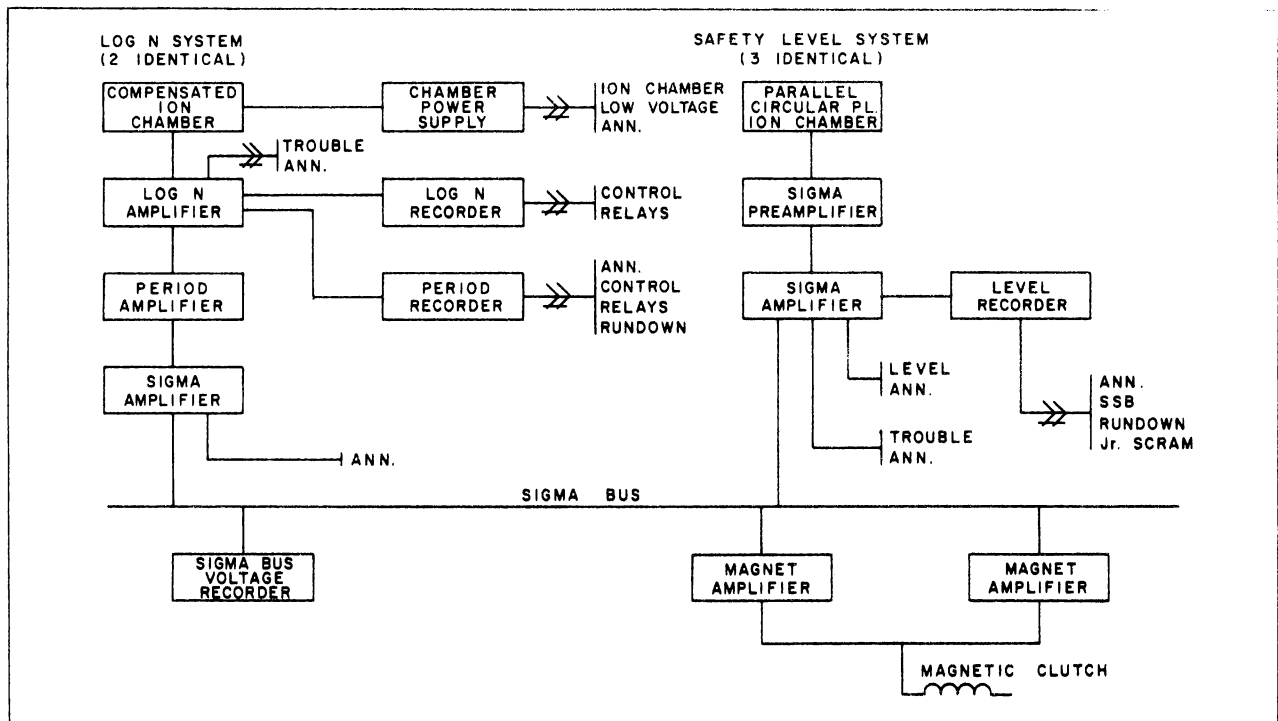 LOG N SYSTEM
(2 IDENTICAL)
COMPENSATED
ION
CHAMBER
CHAMBER
POWER
SUPPLY
ION CHAMBER
LOW VOLTAGE
ANN.
TROUBLE
ANN.
LOG N
AMPLIFIER
LOG N
RECORDER
CONTROL
RELAYS
PERIOD
AMPLIFIER
PERIOD
RECORDER
ANN.
CONTROL
RELAYS
RUNDOWN
SIGMA
AMPLIFIER
ANN.
SAFETY LEVEL SYSTEM
(3 IDENTICAL)
PARALLEL
CIRCULAR PL.
ION CHAMBER
SIGMA
PREAMPLIFIER
SIGMA
AMPLIFIER
LEVEL
RECORDER
LEVEL
ANN.
TROUBLE
ANN.
ANN.
SSB
RUNDOWN
Jr. SCRAM
SIGMA BUS
SIGMA BUS
VOLTAGE
RECORDER
MAGNET
AMPLIFIER
MAGNET
AMPLIFIER
MAGNETIC CLUTCH